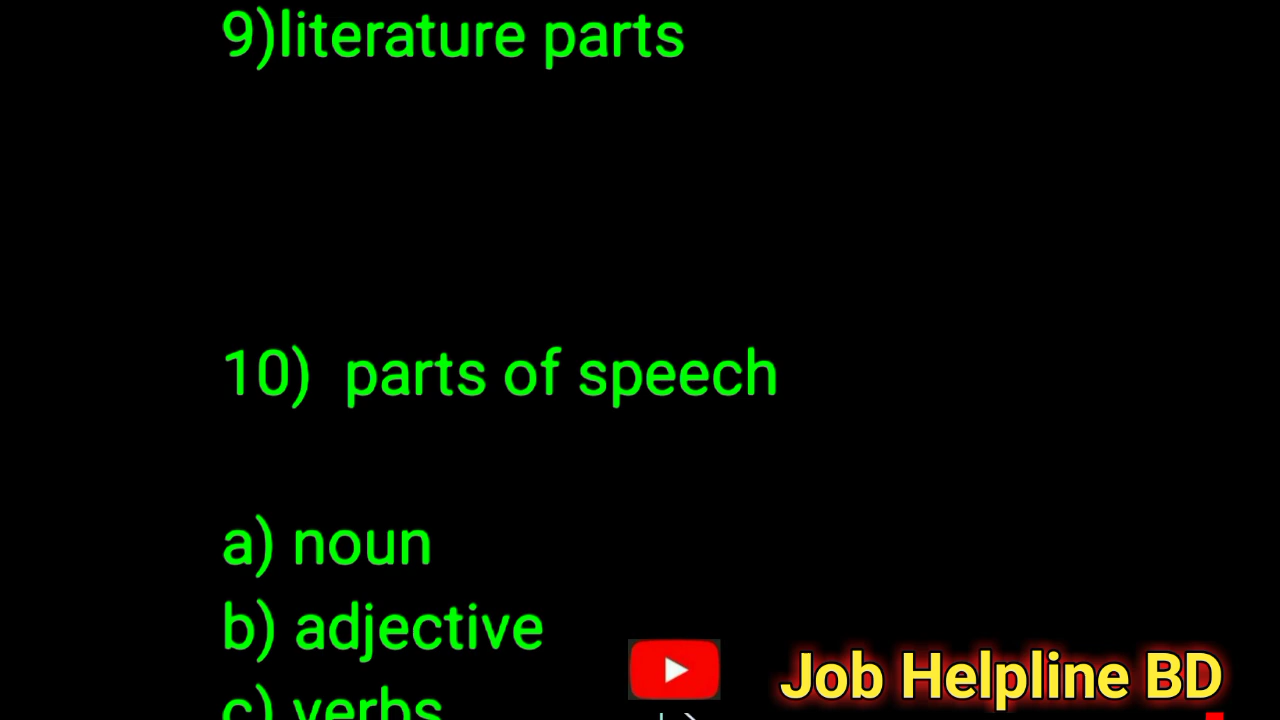 9)literature parts
10)  parts of speech
a) noun
b) adjective
c) verbs
Job Helpline BD